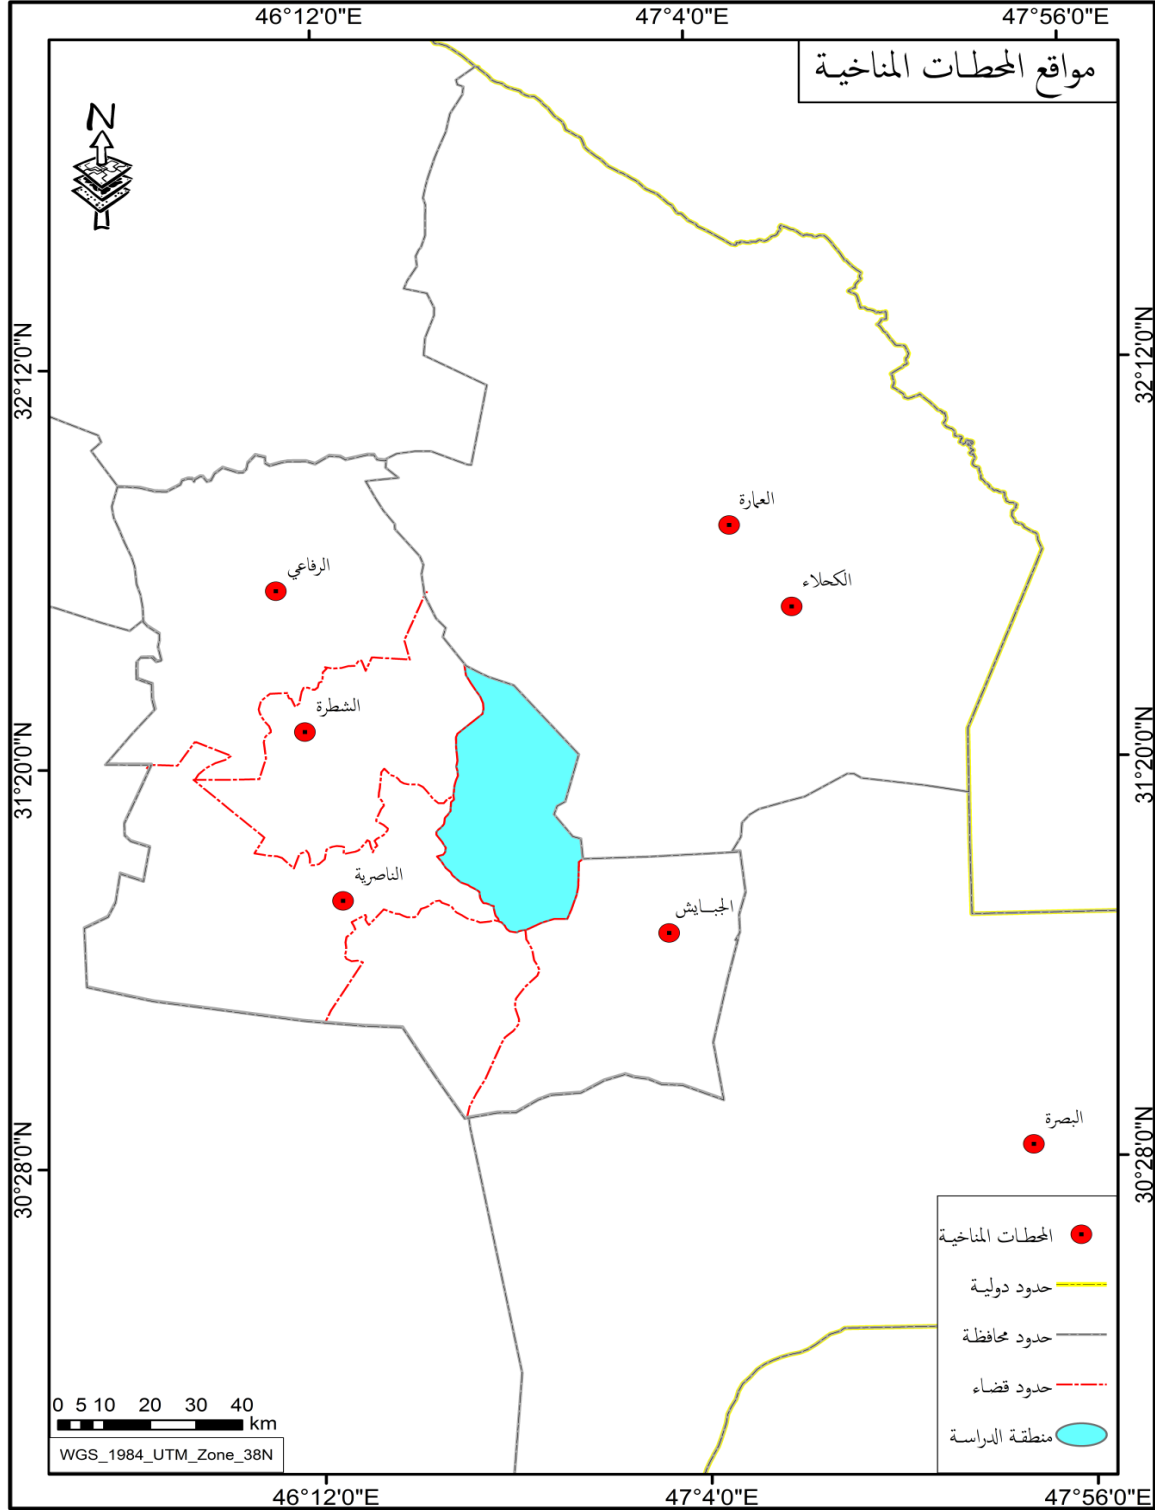 46°12'0"E
47°4'0"E
47°56'0"E
مواقع المحطات المناخية
N
32°12'0"N
32°12'0"N
العمارة
الرفاعي
الكحلاء
الشطرة
31°20'0"N
31°20'0"N
الناصرية
الجبايش
البصرة
30°28'0"N
30°28'0"N
المحطات المناخية
حدود دولية
حدود محافظة
حدود قضاء
منطقة الدراسة
0 5 10 20 30 40
km
WGS_1984_UTM_Zone_38N
46°12'0"E
47°4'0"E
47°56'0"E